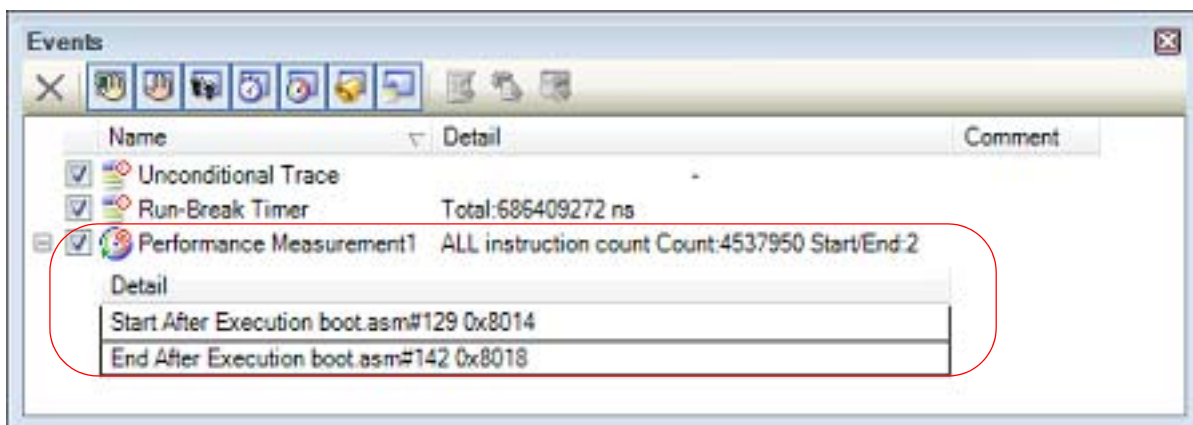 Events
Name Detail Comment
Unconditional Trace -
Run-Break Timer Total:686409272 ns
Performance Measurement1 ALL instruction count Count:4537950 Start/End:2
Detail
Start After Execution boot.asm#129 0x8014
End After Execution boot.asm#142 0x8018